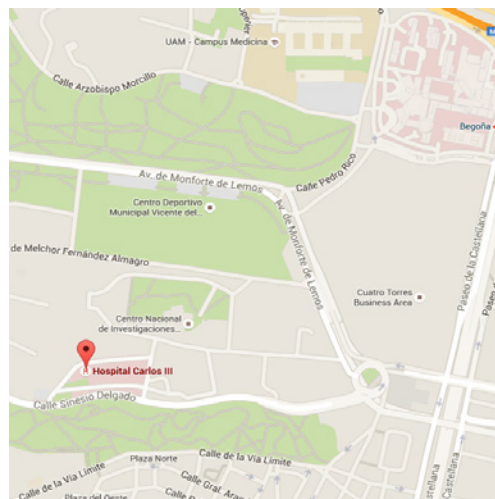 UAM - Campus Medicina
Calle Arzobispo Morcillo
Begoña
Calle Pedro Rico
Av. de Monforte de Lemos
Centro Deportivo
Municipal Vicente del...
Av. de Monforte de Lemos
Paseo de la Castellana
Paseo de
de Melchor Fernández Almagro
Cuatro Torres
Business Area
Centro Nacional
de Investigaciones...
H
Hospital Carlos III
Calle Sinesio Delgado
Calle de la Vía Límite
Plaza Norte
Calle de la Vía Límite
Calle Gral. Aran
Plaza del Oeste
Castellana